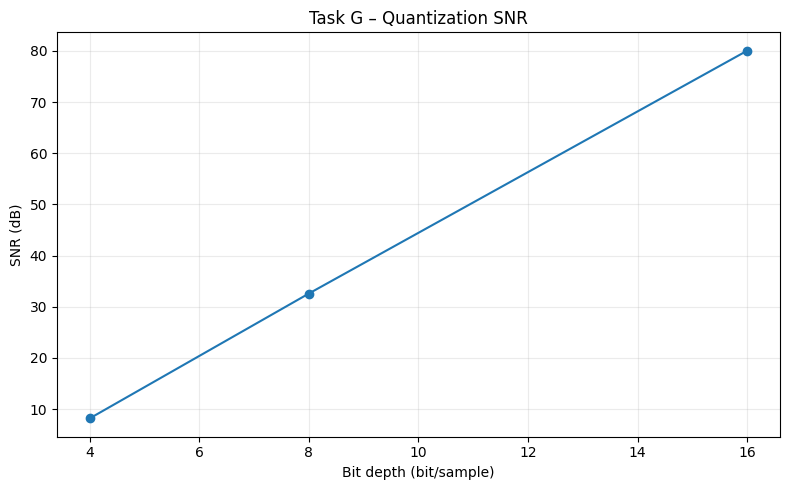 Task G – Quantization SNR
80
70
60
50
40
30
20
10
SNR (dB)
4 6 8 10 12 14 16
Bit depth (bit/sample)